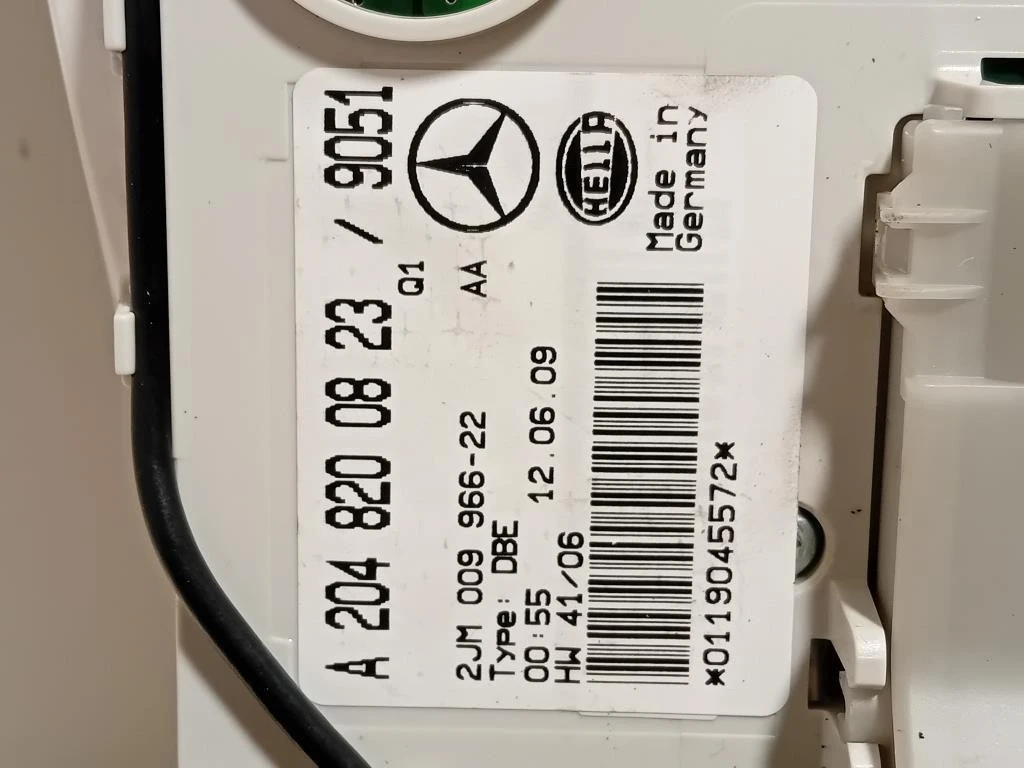 A 204 820 08 23 / 9051
Q1
2JM 009 966-22 AA
Type: DBE
00:55 12.06.09
HW 41/06
HELLA
Made in
Germany
*0119045572*